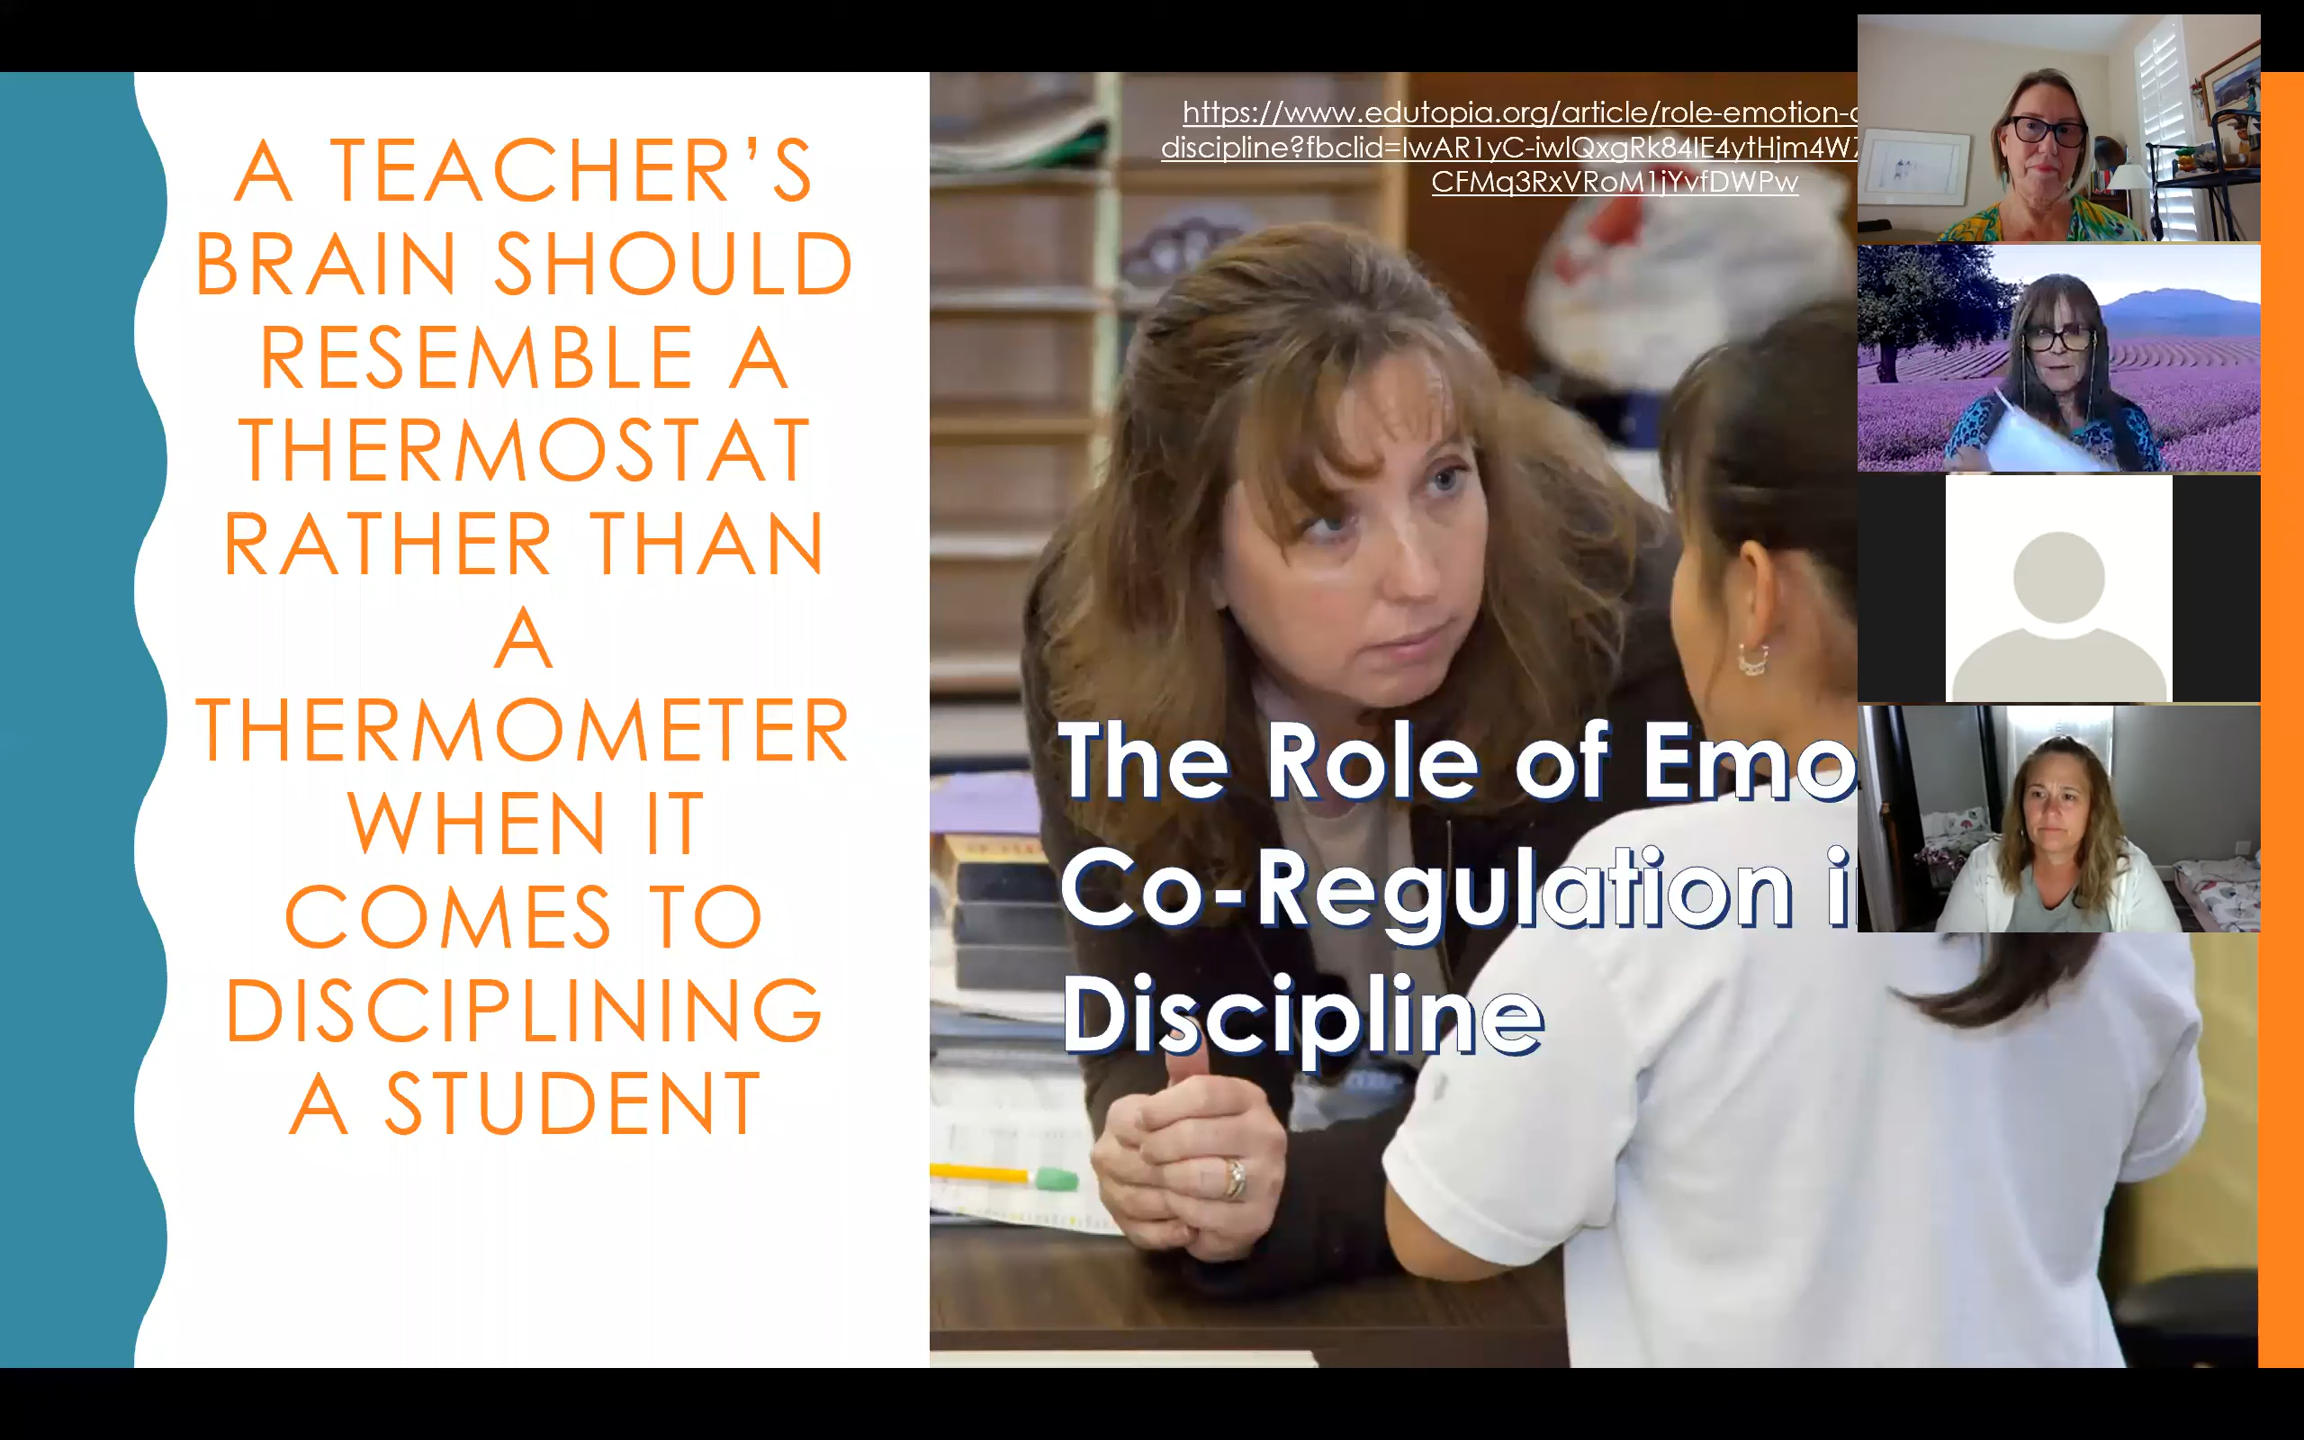 A TEACHER’S
BRAIN SHOULD
RESEMBLE A
THERMOSTAT
RATHER THAN
A
THERMOMETER
WHEN IT
COMES TO
DISCIPLINING
A STUDENT
https://www.edutopia.org/article/role-emotion-
discipline?fbclid=IwAR1yC-iwlQxgRk84IE4ytHjm4W
CFMq3RxVRoM1jYvfDWPw
The Role of Emo
Co-Regulation i
Discipline